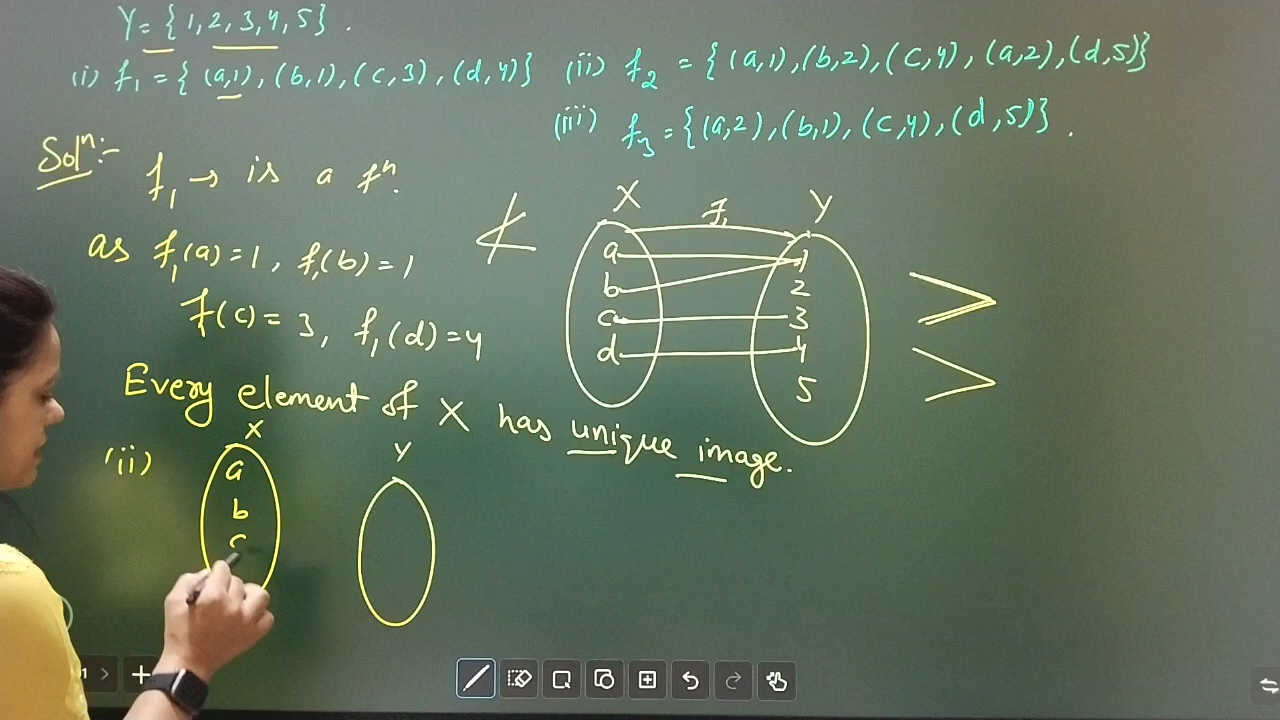 Y = {1, 2, 3, 4, 5}.
(i) f₁ = {(a,1), (b,1), (c,3), (d,4)} (ii) f₂ = {(a,1), (b,2), (c,4), (a,2), (d,5)}
(iii) f₃ = {(a,2), (b,1), (c,4), (d,5)}.
Solⁿ:-
f₁ → is a fⁿ.
as f₁(a)=1, f₁(b)=1
f(c)=3, f₁(d)=4
X f₁ Y
a 1
b 2
c 3
d 4
5
Every element of X has unique image.
(ii) X Y
a
b
c
1